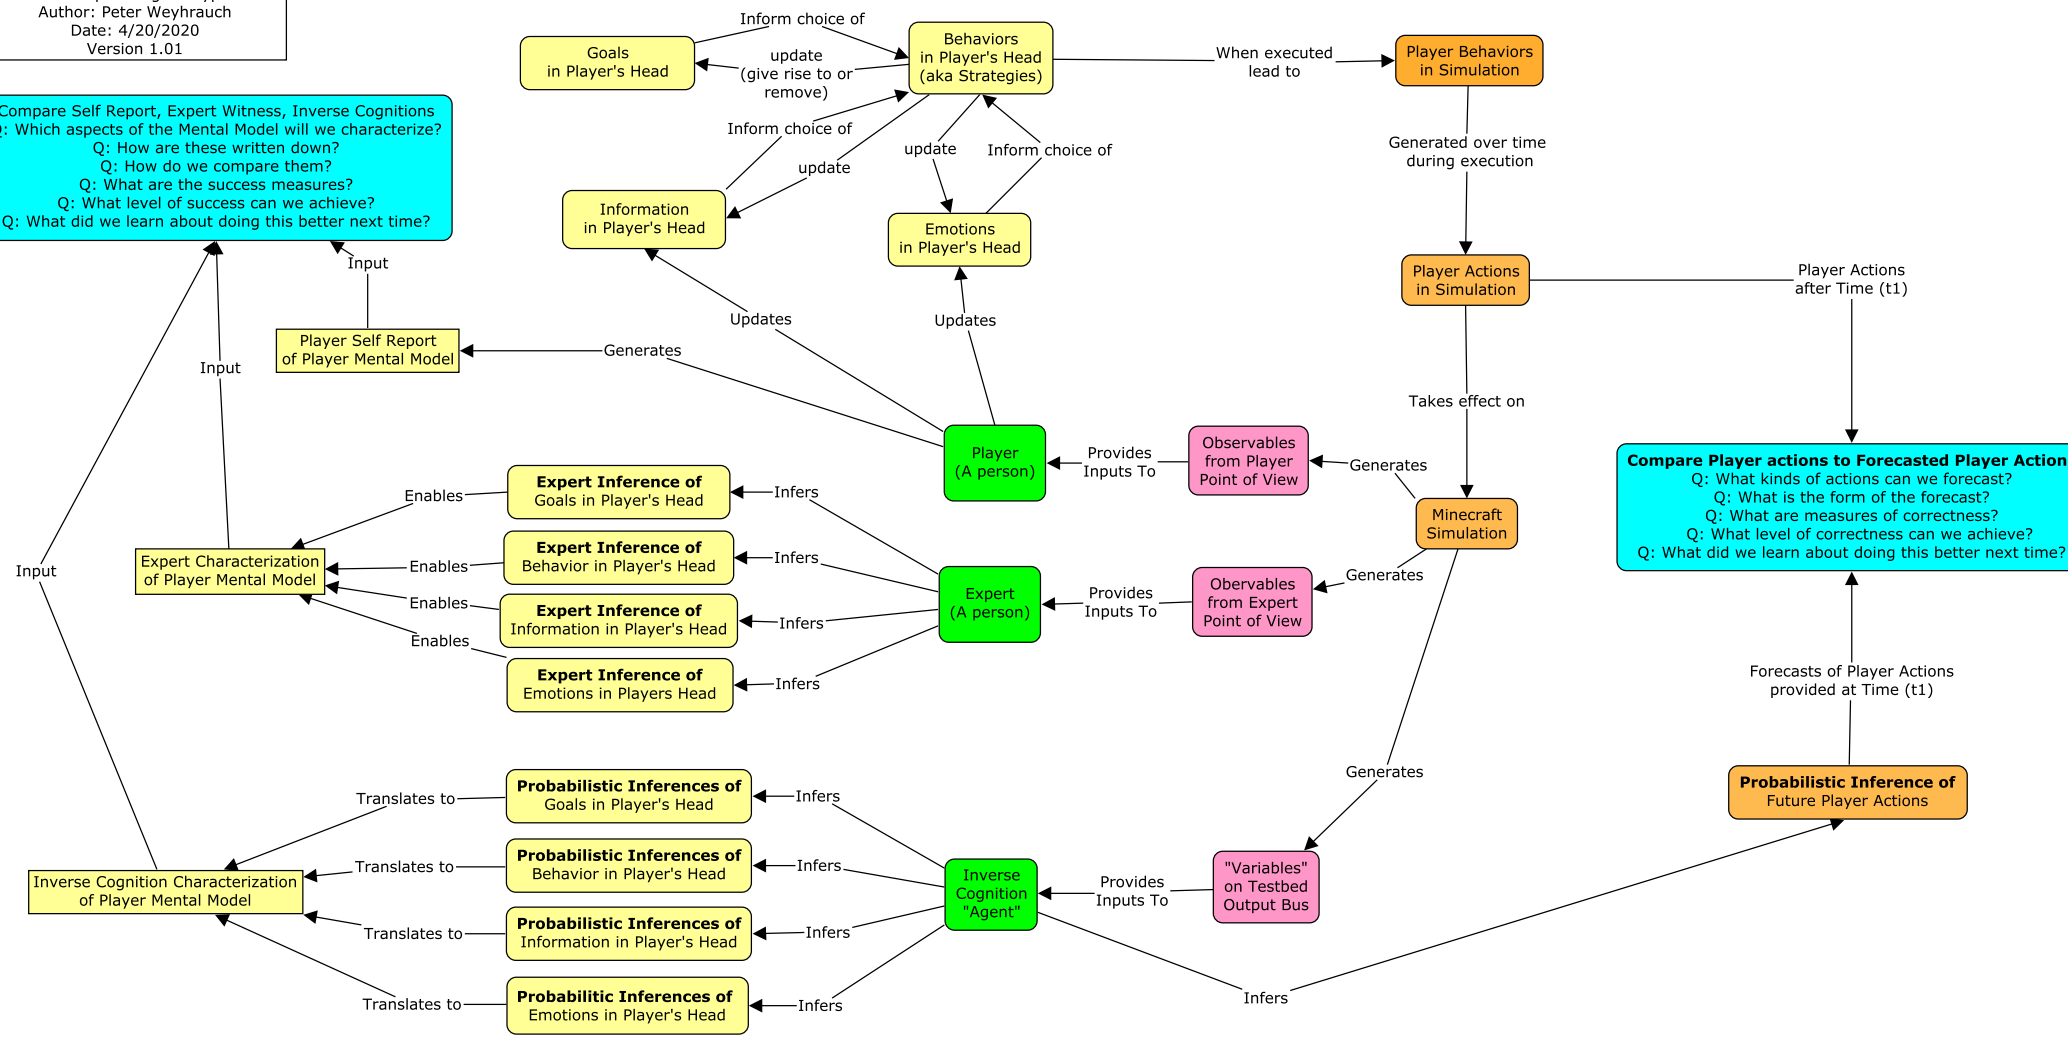 Author: Peter Weyhrauch
Date: 4/20/2020
Version 1.01
Compare Self Report, Expert Witness, Inverse Cognitions
Q: Which aspects of the Mental Model will we characterize?
Q: How are these written down?
Q: How do we compare them?
Q: What are the success measures?
Q: What level of success can we achieve?
Q: What did we learn about doing this better next time?
Goals
in Player's Head
Inform choice of
update
(give rise to or
remove)
Behaviors
in Player's Head
(aka Strategies)
When executed
lead to
Player Behaviors
in Simulation
Inform choice of
update
update
Inform choice of
Generated over time
during execution
Information
in Player's Head
Emotions
in Player's Head
Player Actions
in Simulation
Player Actions
after Time (t1)
Input
Updates
Updates
Player Self Report
of Player Mental Model
Generates
Input
Takes effect on
Player
(A person)
Provides
Inputs To
Observables
from Player
Point of View
Generates
Minecraft
Simulation
Compare Player actions to Forecasted Player Action
Q: What kinds of actions can we forecast?
Q: What is the form of the forecast?
Q: What are measures of correctness?
Q: What level of correctness can we achieve?
Q: What did we learn about doing this better next time?
Enables
Expert Inference of
Goals in Player's Head
Infers
Input
Expert Characterization
of Player Mental Model
Enables
Expert Inference of
Behavior in Player's Head
Infers
Enables
Expert Inference of
Information in Player's Head
Infers
Enables
Expert Inference of
Emotions in Players Head
Infers
Expert
(A person)
Provides
Inputs To
Obervables
from Expert
Point of View
Generates
Forecasts of Player Actions
provided at Time (t1)
Generates
Probabilistic Inference of
Future Player Actions
Translates to
Probabilistic Inferences of
Goals in Player's Head
Infers
Inverse Cognition Characterization
of Player Mental Model
Translates to
Probabilistic Inferences of
Behavior in Player's Head
Infers
Translates to
Probabilistic Inferences of
Information in Player's Head
Infers
Translates to
Probabilitic Inferences of
Emotions in Player's Head
Infers
Inverse
Cognition
"Agent"
Provides
Inputs To
"Variables"
on Testbed
Output Bus
Infers